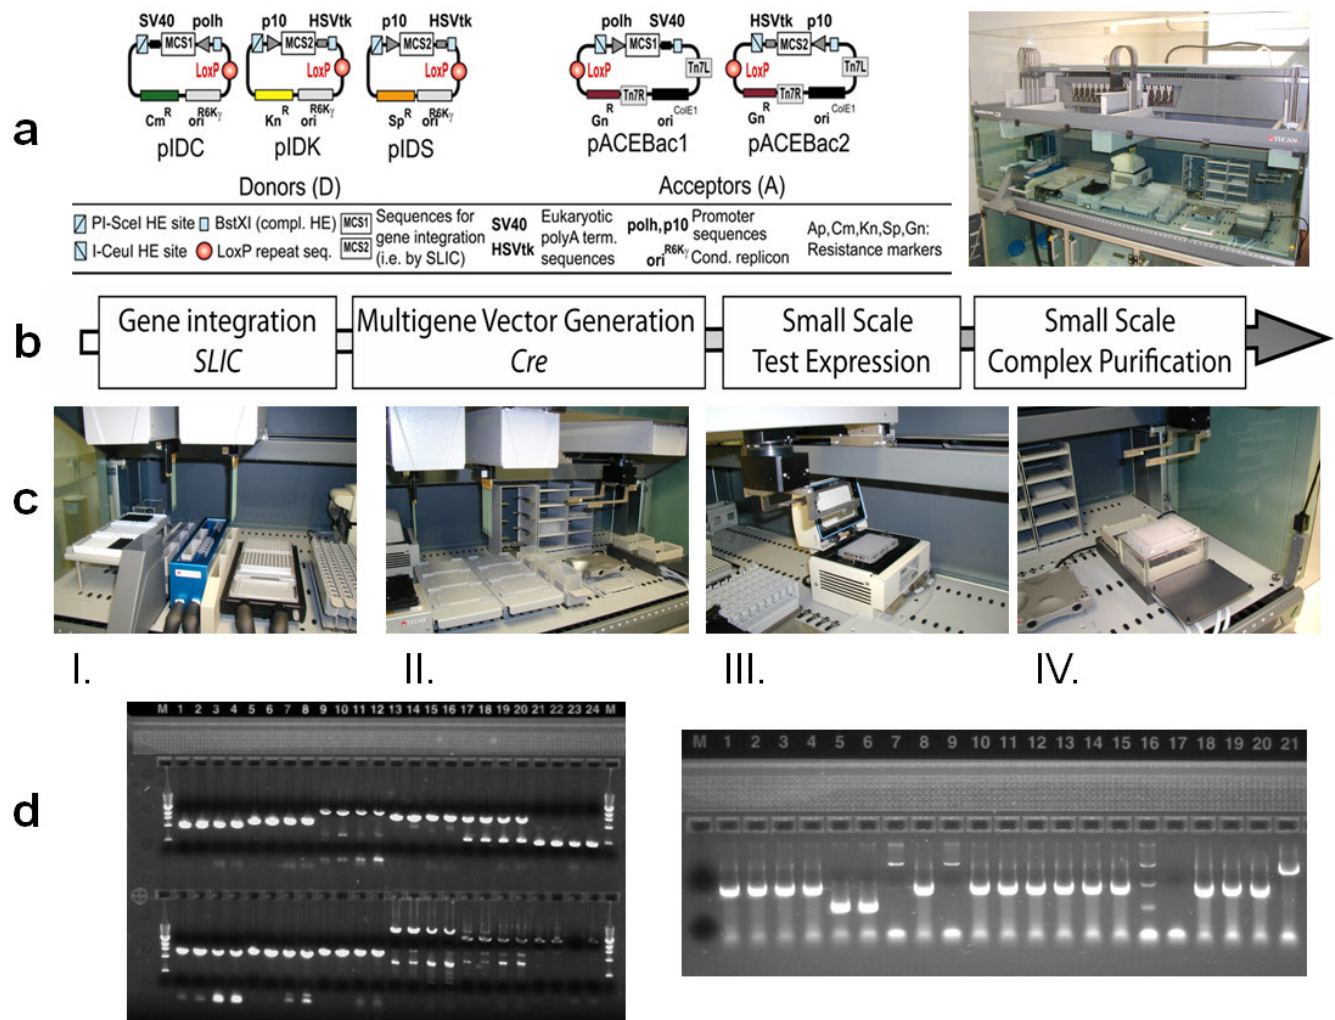 a
SV40 polh p10 HSVtk p10 HSVtk polh SV40 HSVtk p10
MCS1 MCS2 MCS2 MCS1 MCS2
LoxP LoxP LoxP LoxP Tn7L LoxP Tn7L
Tn7R Tn7R
Cm^R ori^R6Kγ Kn^R ori^R6Kγ Sp^R ori^R6Kγ Gn^R ori^ColE1 Gn^R ori^ColE1
pIDC pIDK pIDS pACEBac1 pACEBac2
TECAN
Donors (D) Acceptors (A)
PI-SceI HE site BstXI (compl. HE) MCS1 Sequences for SV40 Eukaryotic polh,p10 Promoter Ap,Cm,Kn,Sp,Gn:
gene integration polyA term. sequences Resistance markers
I-CeuI HE site LoxP repeat seq. MCS2 (i.e. by SLIC) HSVtk sequences ori^R6Kγ Cond. replicon
b
Gene integration Multigene Vector Generation Small Scale Small Scale
SLIC Cre Test Expression Complex Purification
c
TECAN
I. II. III. IV.
d
M 1 2 3 4 5 6 7 8 9 10 11 12 13 14 15 16 17 18 19 20 21 22 23 24 M
M 1 2 3 4 5 6 7 8 9 10 11 12 13 14 15 16 17 18 19 20 21